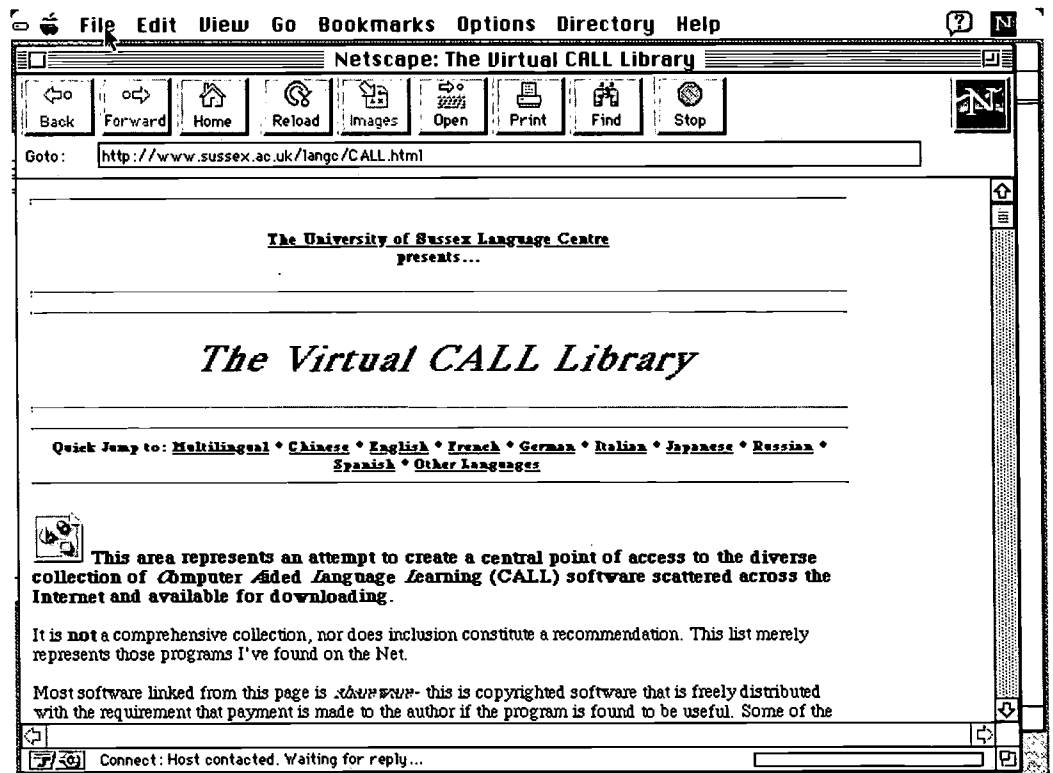 File Edit View Go Bookmarks Options Directory Help
Netscape: The Virtual CALL Library
Back Forward Home Reload Images Open Print Find Stop
N
Goto: http://www.sussex.ac.uk/langc/CALL.html
The University of Sussex Language Centre
presents...
The Virtual CALL Library
Quick Jump to: Multilingual * Chinese * English * French * German * Italian * Japanese * Russian *
Spanish * Other Languages
This area represents an attempt to create a central point of access to the diverse
collection of Computer Aided Language Learning (CALL) software scattered across the
Internet and available for downloading.
It is not a comprehensive collection, nor does inclusion constitute a recommendation. This list merely
represents those programs I've found on the Net.
Most software linked from this page is shareware- this is copyrighted software that is freely distributed
with the requirement that payment is made to the author if the program is found to be useful. Some of the
Connect: Host contacted. Waiting for reply...